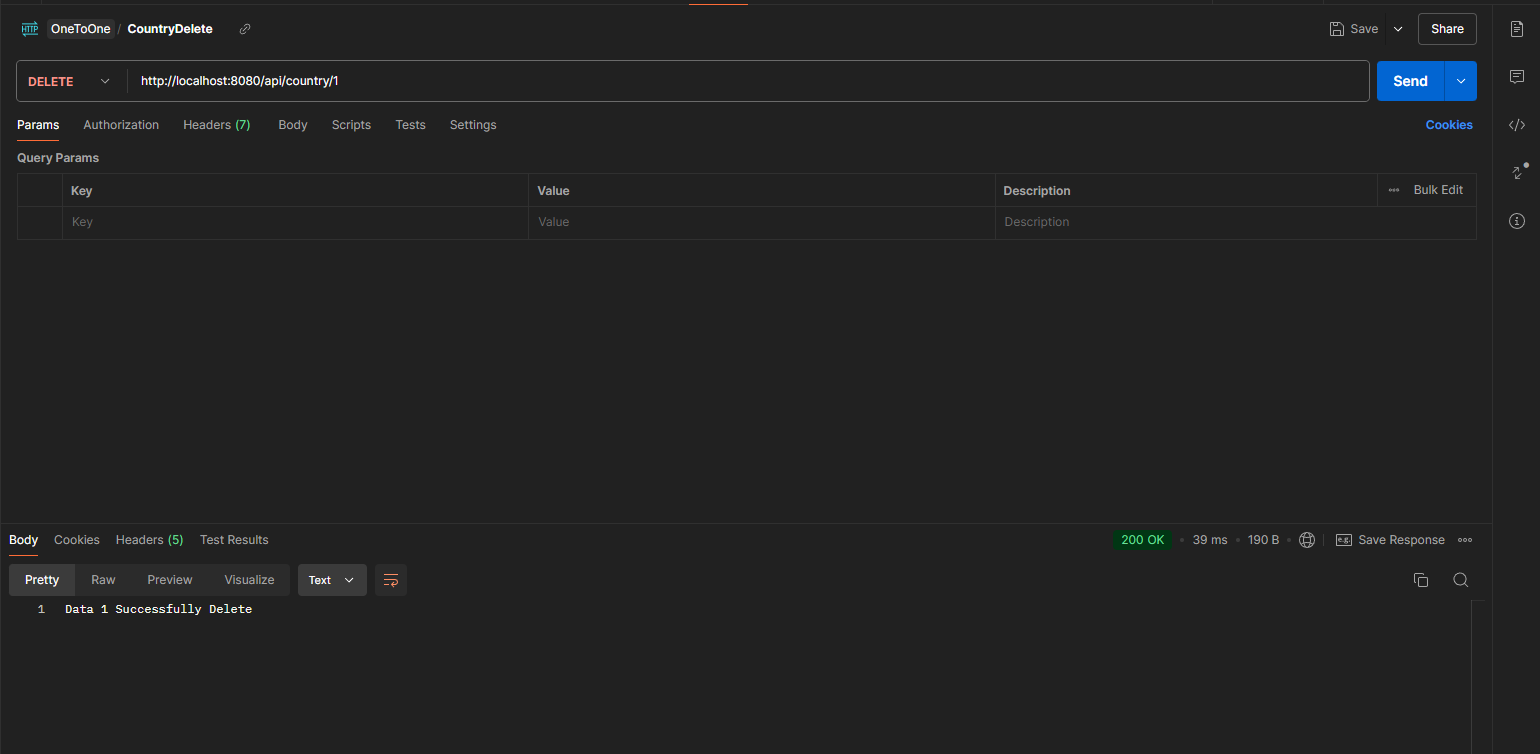 HTTP OneToOne / CountryDelete Save Share
DELETE http://localhost:8080/api/country/1 Send
Params Authorization Headers (7) Body Scripts Tests Settings Cookies
Query Params
Key Value Description Bulk Edit
Key Value Description
Body Cookies Headers (5) Test Results 200 OK 39 ms 190 B e.g. Save Response
Pretty Raw Preview Visualize Text
1 Data 1 Successfully Delete